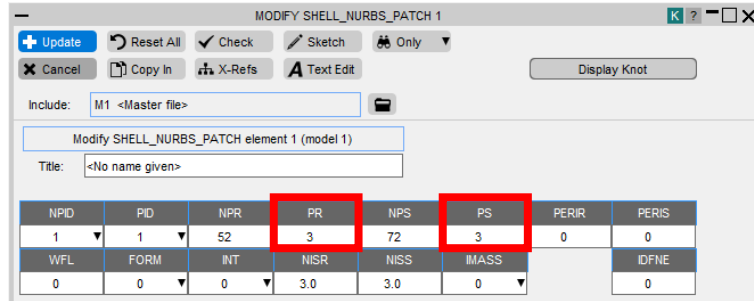 MODIFY SHELL_NURBS_PATCH 1 K ?
Update Reset All Check Sketch Only
Cancel Copy In X-Refs A Text Edit Display Knot
Include: M1 <Master file>
Modify SHELL_NURBS_PATCH element 1 (model 1)
Title: <No name given>
NPID PID NPR PR NPS PS PERIR PERIS
1 1 52 3 72 3 0 0
WFL FORM INT NISR NISS IMASS IDFNE
0 0 0 3.0 3.0 0 0